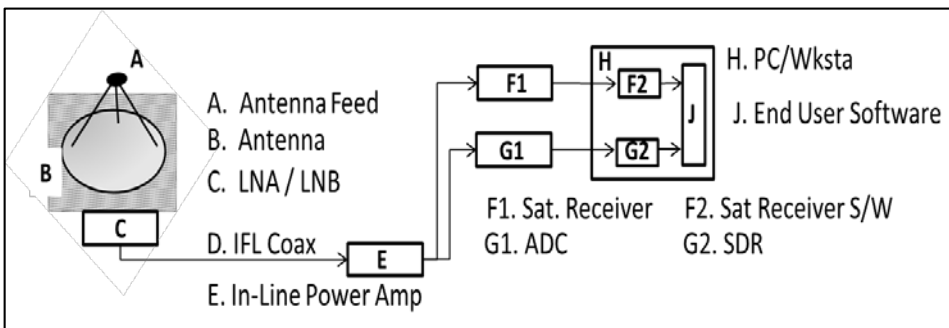 A
B
C
A. Antenna Feed
B. Antenna
C. LNA / LNB
D. IFL Coax
E
E. In-Line Power Amp
F1
G1
H
F2
G2
J
H. PC/Wksta
J. End User Software
F1. Sat. Receiver
G1. ADC
F2. Sat Receiver S/W
G2. SDR